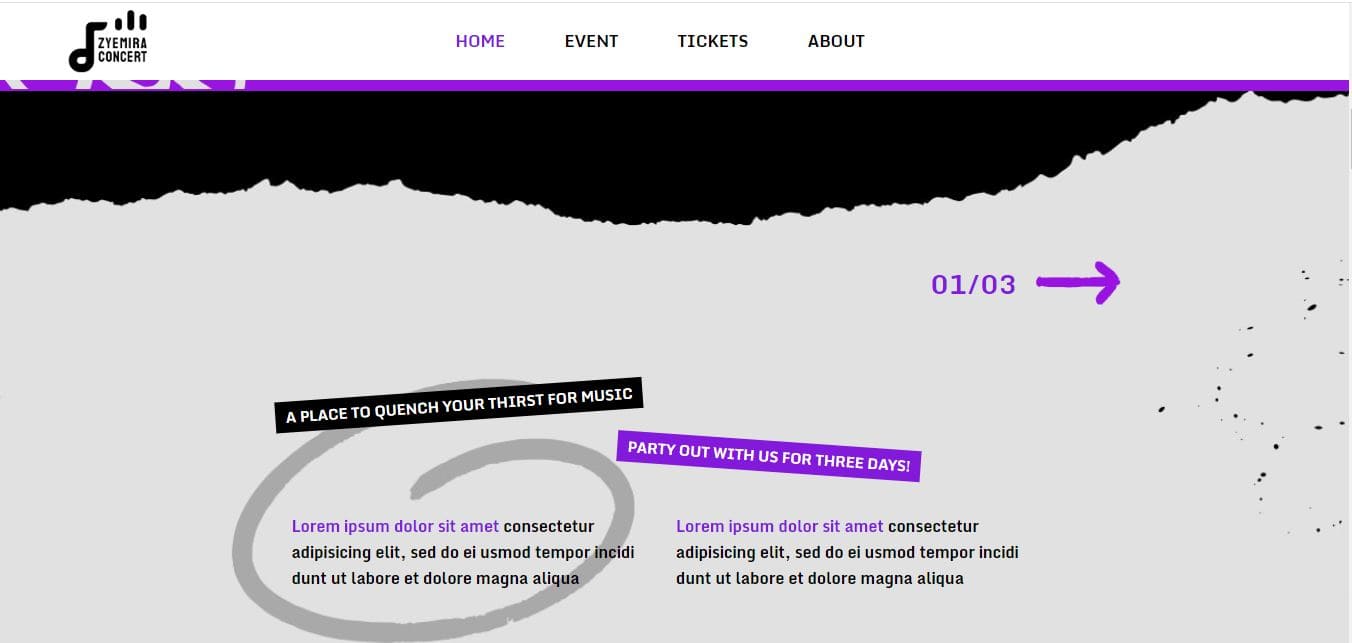 ZYEMIRA
CONCERT
HOME EVENT TICKETS ABOUT
01/03
A PLACE TO QUENCH YOUR THIRST FOR MUSIC
PARTY OUT WITH US FOR THREE DAYS!
Lorem ipsum dolor sit amet consectetur
adipisicing elit, sed do ei usmod tempor incidi
dunt ut labore et dolore magna aliqua
Lorem ipsum dolor sit amet consectetur
adipisicing elit, sed do ei usmod tempor incidi
dunt ut labore et dolore magna aliqua